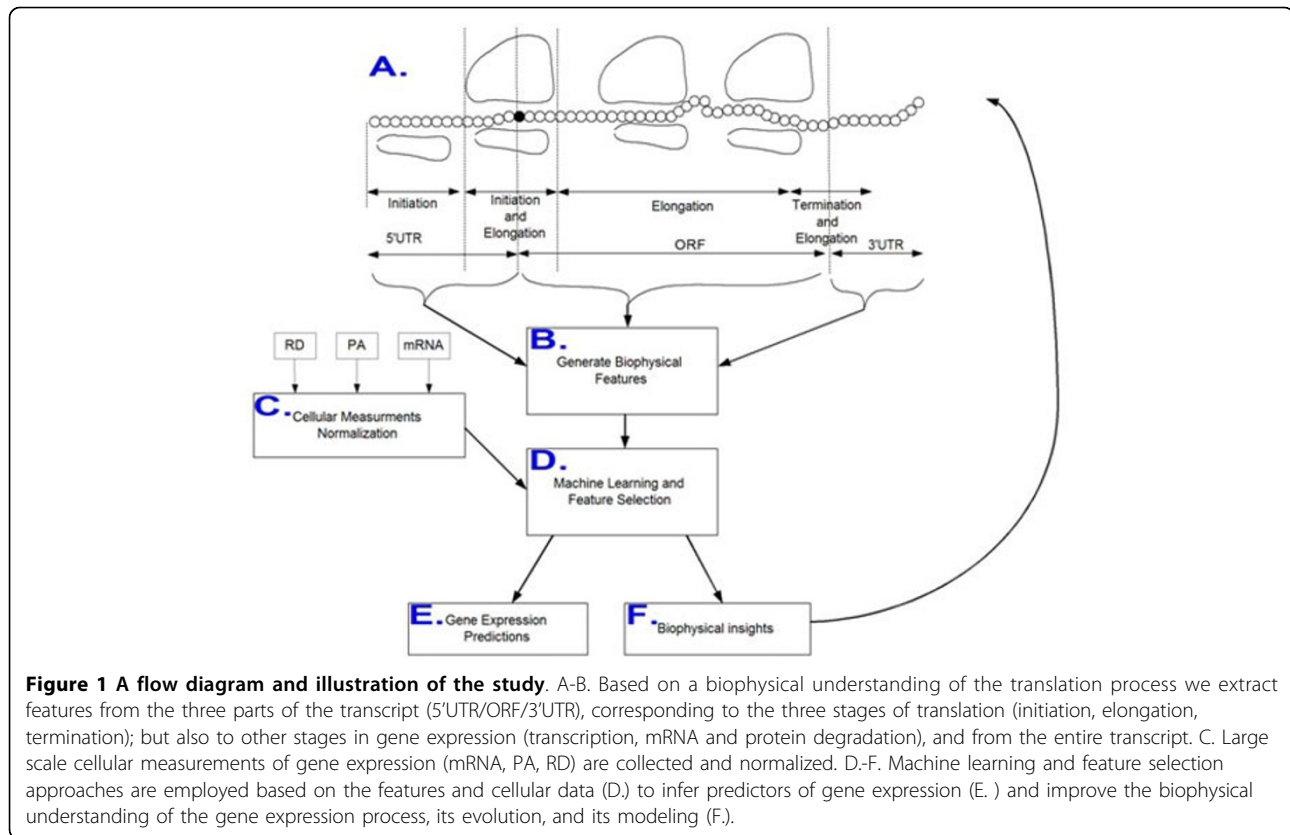 A.
Initiation
Initiation
and
Elongation
Elongation
Termination
and
Elongation
5'UTR
ORF
3'UTR
RD
PA
mRNA
B.
Generate Biophysical
Features
C.
Cellular Measurments
Normalization
D.
Machine Learning and
Feature Selection
E. Gene Expression
Predictions
F. Biophysical insights
Figure 1 A flow diagram and illustration of the study. A-B. Based on a biophysical understanding of the translation process we extract
features from the three parts of the transcript (5'UTR/ORF/3'UTR), corresponding to the three stages of translation (initiation, elongation,
termination); but also to other stages in gene expression (transcription, mRNA and protein degradation), and from the entire transcript. C. Large
scale cellular measurements of gene expression (mRNA, PA, RD) are collected and normalized. D.-F. Machine learning and feature selection
approaches are employed based on the features and cellular data (D.) to infer predictors of gene expression (E. ) and improve the biophysical
understanding of the gene expression process, its evolution, and its modeling (F.).